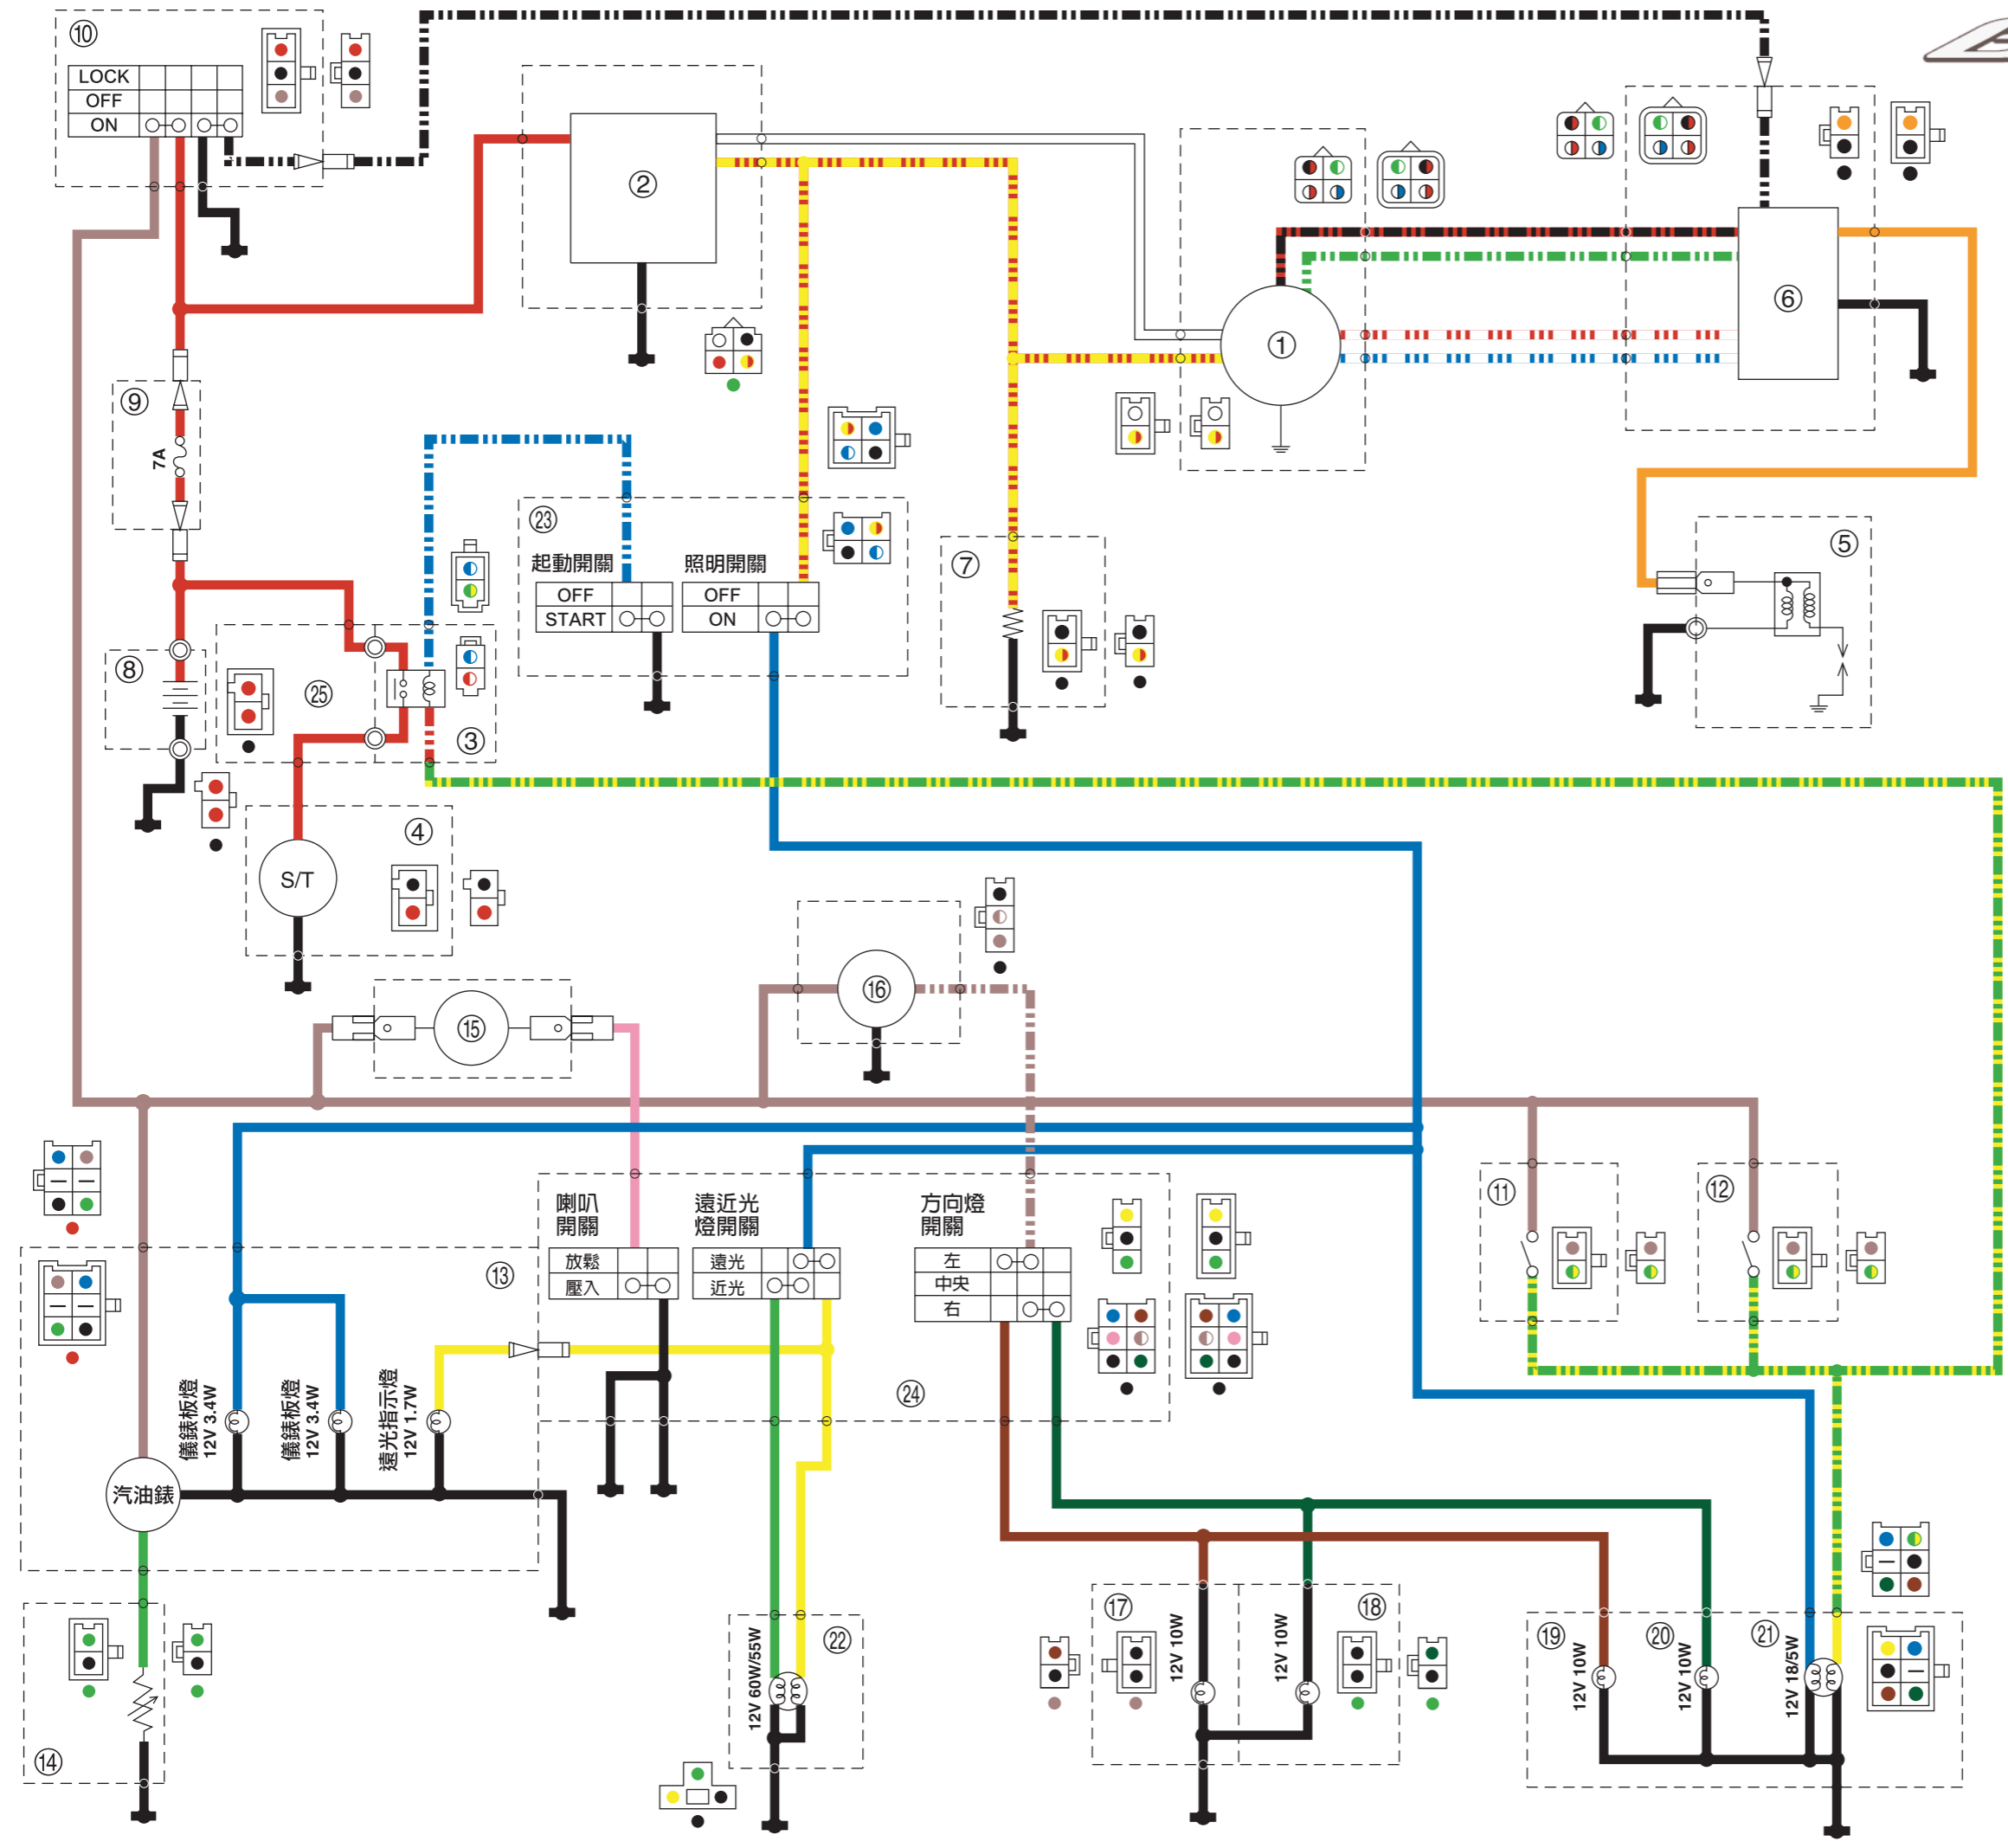 ⑩
LOCK
OFF
ON
②
①
⑥
⑨
7A
㉓
起動開關
OFF
START
照明開關
OFF
ON
⑦
⑤
⑧
㉕
③
④
S/T
⑮
⑯
⑪
⑫
⑬
喇叭
開關
放鬆
壓入
遠近光
燈開關
遠光
近光
方向燈
開關
左
中央
右
㉔
儀錶板燈
12V 3.4W
儀錶板燈
12V 3.4W
遠光指示燈
12V 1.7W
汽油錶
⑭
㉒
12V 60W/55W
⑰
12V 10W
⑱
12V 10W
⑲
12V 10W
⑳
12V 10W
㉑
12V 18/5W